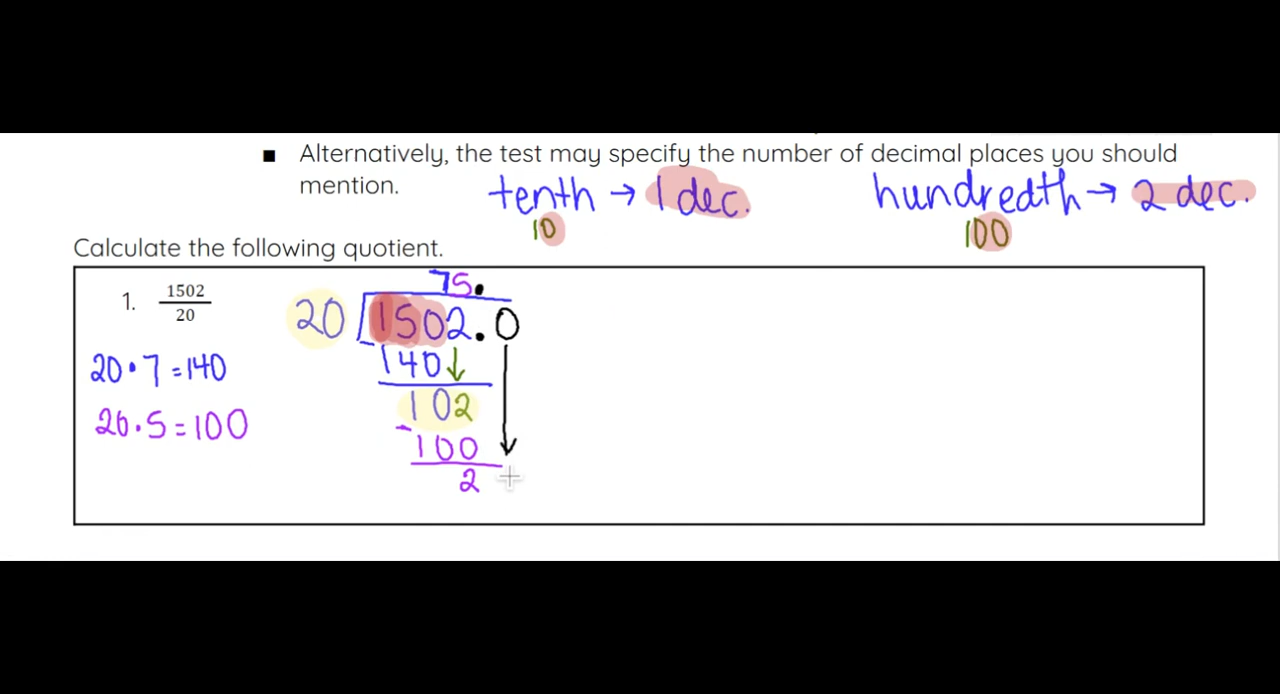 ■ Alternatively, the test may specify the number of decimal places you should
mention.
tenth → 1 dec. hundredth → 2 dec.
10 100
Calculate the following quotient.
75.
1. 1502/20 20 1502.0
20 • 7 = 140 140↓
102
20 • 5 = 100 -100
2